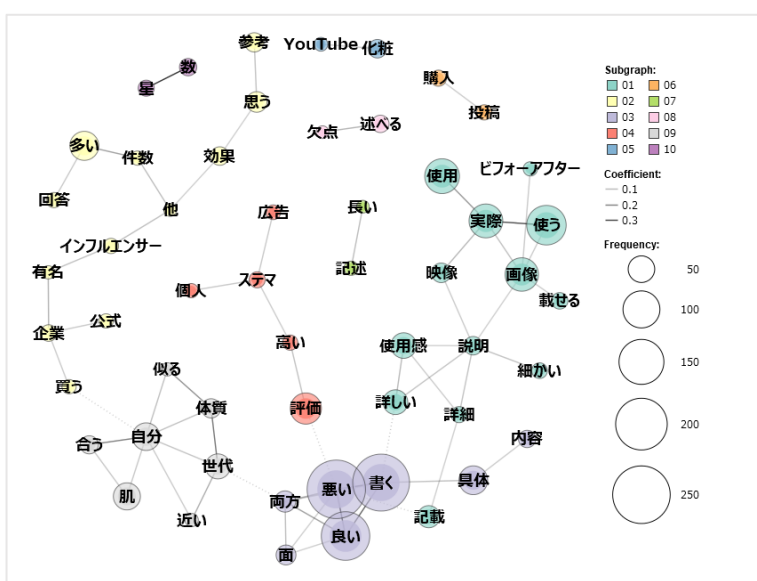 参考
YouTube
化粧
数
星
購入
投稿
思う
欠点
述べる
多い
件数
効果
回答
他
インフルエンサー
有名
企業
公式
買う
広告
ステマ
個人
高い
評価
長い
記述
使用
ビフォーアフター
実際
使う
映像
画像
載せる
使用感
説明
細かい
詳しい
詳細
記載
似る
体質
自分
合う
世代
肌
近い
悪い
書く
両方
良い
面
具体
内容
Subgraph:
01 06
02 07
03 08
04 09
05 10
Coefficient:
0.1
0.2
0.3
Frequency:
50
100
150
200
250